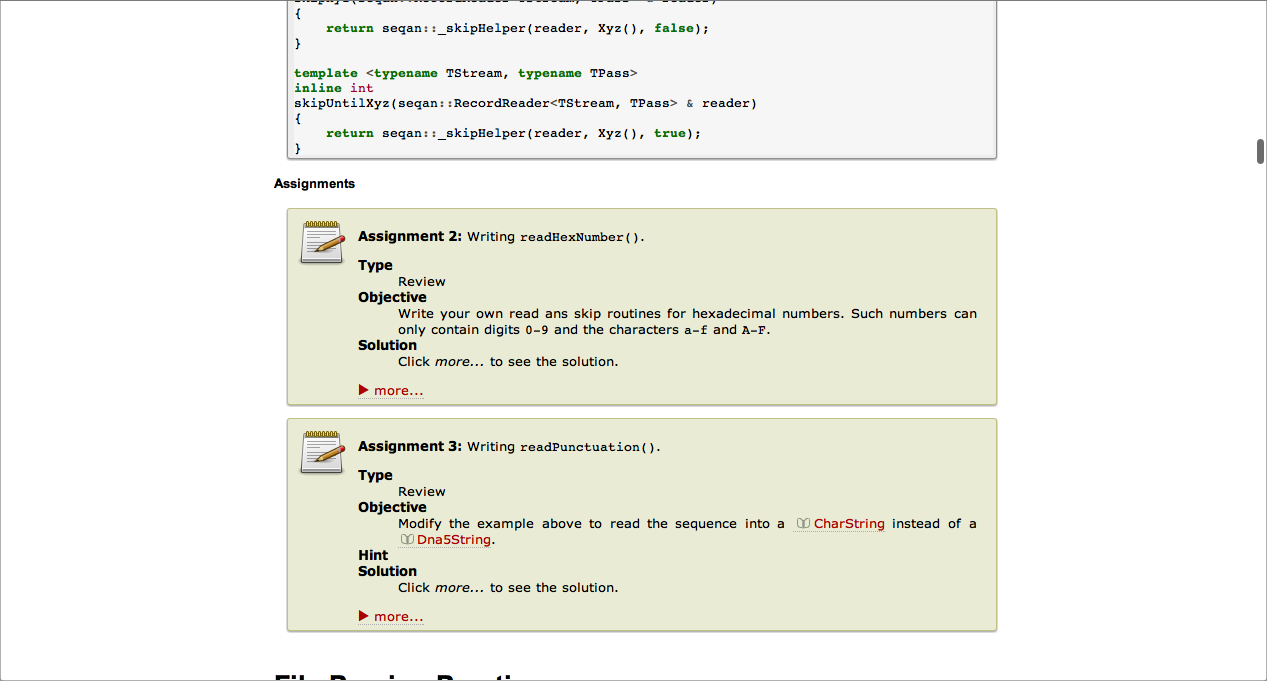 {
    return seqan::_skipHelper(reader, Xyz(), false);
}
template <typename TStream, typename TPass>
inline int
skipUntilXyz(seqan::RecordReader<TStream, TPass> & reader)
{
    return seqan::_skipHelper(reader, Xyz(), true);
}
Assignments
Assignment 2: Writing readHexNumber().
Type
Review
Objective
Write your own read ans skip routines for hexadecimal numbers. Such numbers can
only contain digits 0-9 and the characters a-f and A-F.
Solution
Click more... to see the solution.
more...
Assignment 3: Writing readPunctuation().
Type
Review
Objective
Modify the example above to read the sequence into a CharString instead of a
Dna5String.
Hint
Solution
Click more... to see the solution.
more...